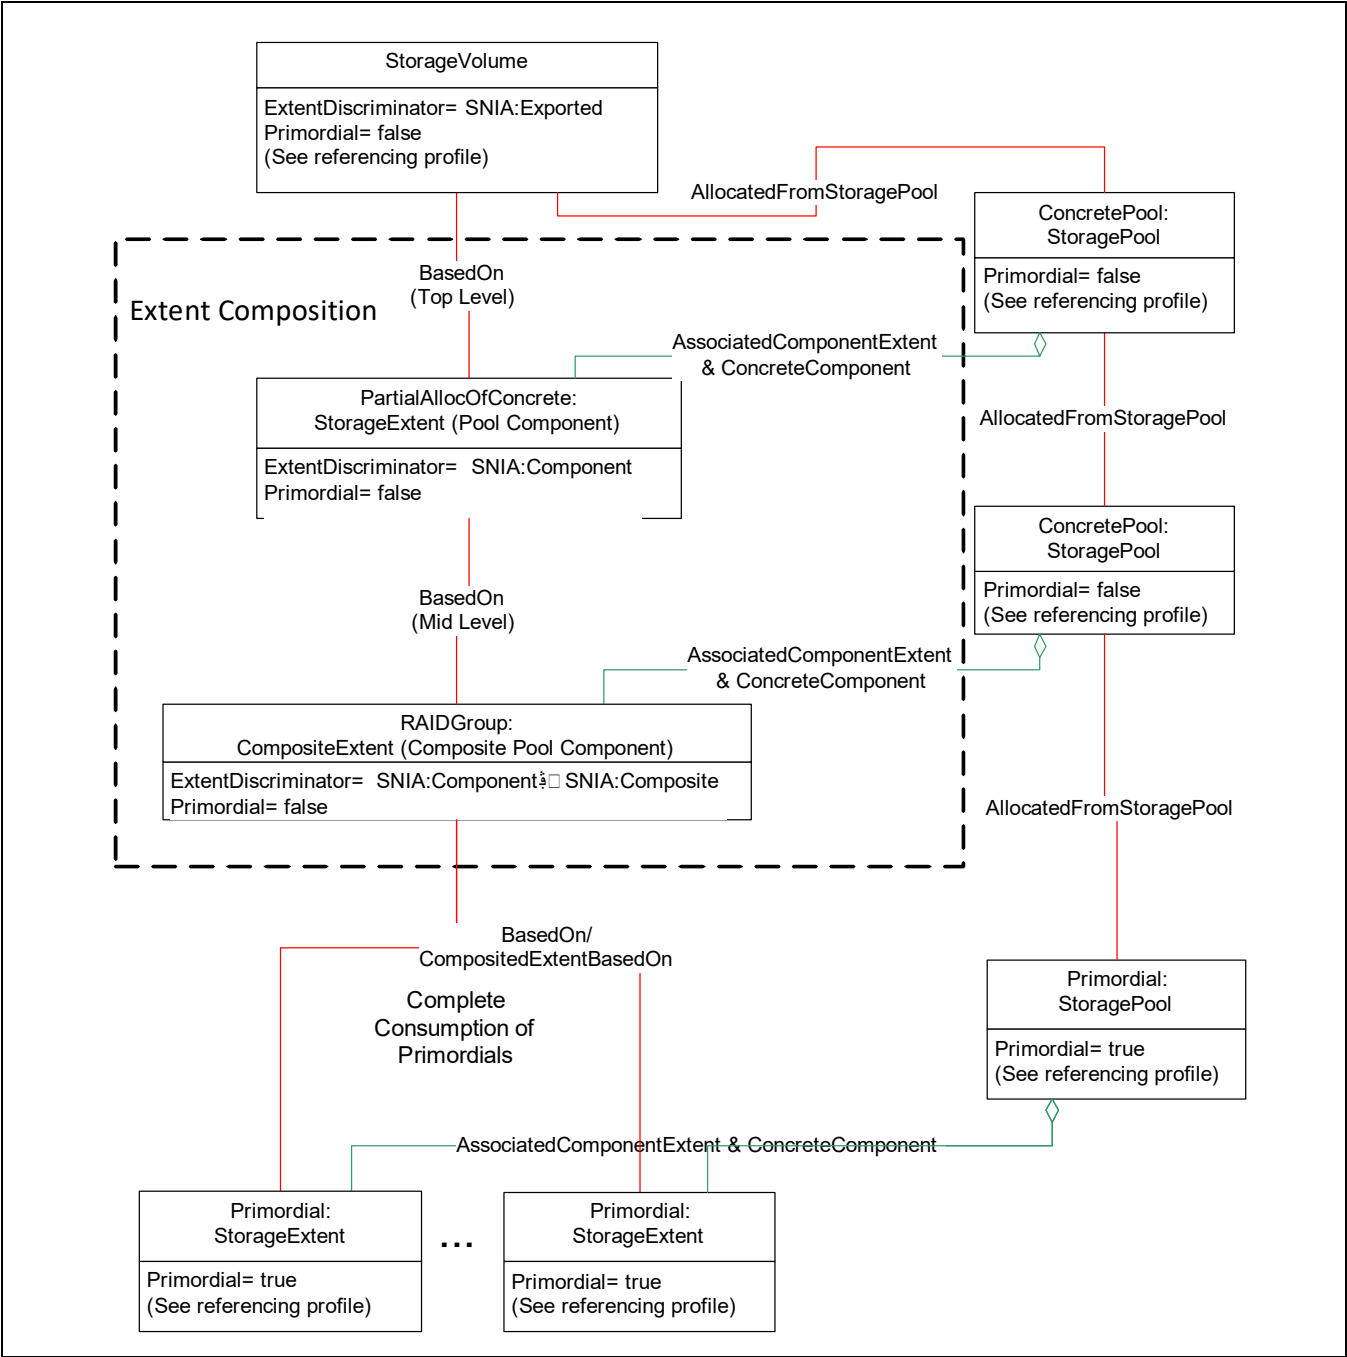 StorageVolume
ExtentDiscriminator= SNIA:Exported
Primordial= false
(See referencing profile)
AllocatedFromStoragePool
ConcretePool:
StoragePool
Primordial= false
(See referencing profile)
BasedOn
(Top Level)
Extent Composition
AssociatedComponentExtent
& ConcreteComponent
PartialAllocOfConcrete:
StorageExtent (Pool Component)
ExtentDiscriminator= SNIA:Component
Primordial= false
AllocatedFromStoragePool
ConcretePool:
StoragePool
Primordial= false
(See referencing profile)
BasedOn
(Mid Level)
AssociatedComponentExtent
& ConcreteComponent
RAIDGroup:
CompositeExtent (Composite Pool Component)
ExtentDiscriminator= SNIA:Component SNIA:Composite
Primordial= false
AllocatedFromStoragePool
BasedOn/
CompositedExtentBasedOn
Complete
Consumption of
Primordials
Primordial:
StoragePool
Primordial= true
(See referencing profile)
AssociatedComponentExtent & ConcreteComponent
Primordial:
StorageExtent
Primordial= true
(See referencing profile)
...
Primordial:
StorageExtent
Primordial= true
(See referencing profile)